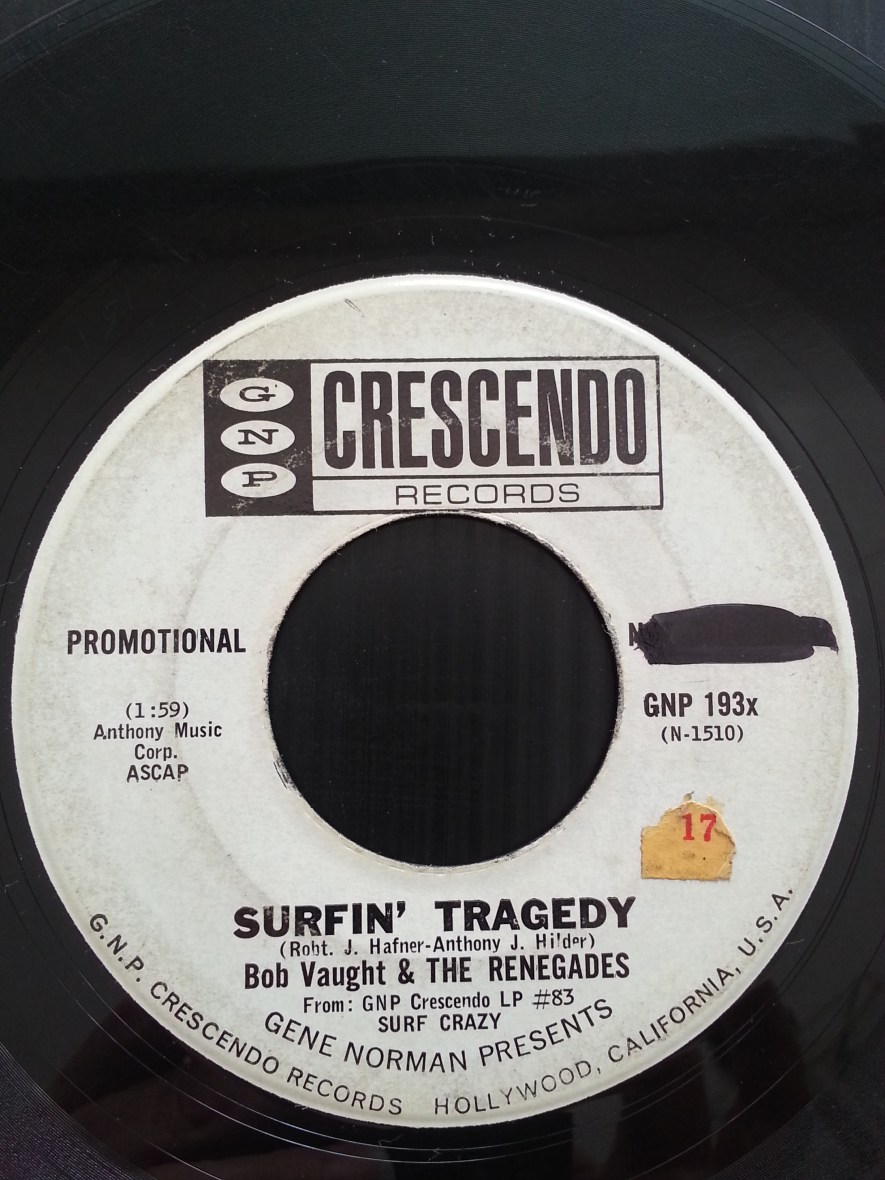 G
N
P
CRESCENDO
RECORDS
PROMOTIONAL
(1:59)
Anthony Music
Corp.
ASCAP
GNP 193x
(N-1510)
17
SURFIN' TRAGEDY
(Robt. J. Hafner-Anthony J. Hilder)
Bob Vaught & THE RENEGADES
From: GNP Crescendo LP #83
SURF CRAZY
GENE NORMAN PRESENTS
G.N.P. CRESCENDO RECORDS HOLLYWOOD, CALIFORNIA, U.S.A.